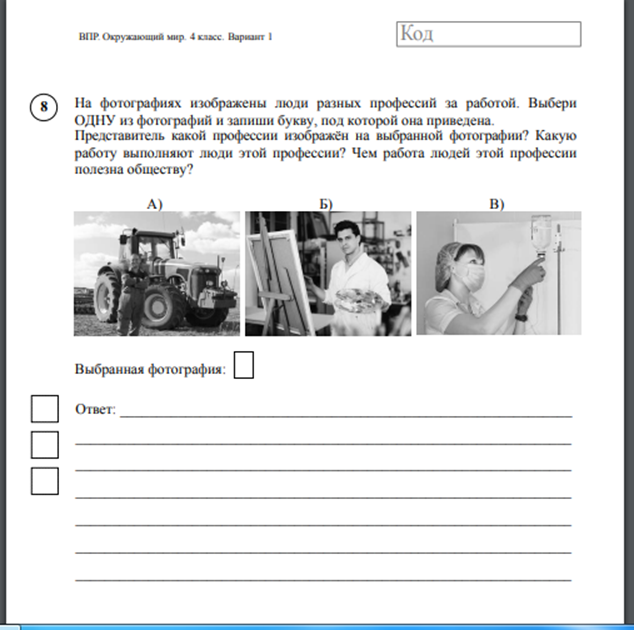 ВПР. Окружающий мир. 4 класс. Вариант 1
Код
8
На фотографиях изображены люди разных профессий за работой. Выбери
ОДНУ из фотографий и запиши букву, под которой она приведена.
Представитель какой профессии изображён на выбранной фотографии? Какую
работу выполняют люди этой профессии? Чем работа людей этой профессии
полезна обществу?
А) Б) В)
Выбранная фотография:
Ответ: